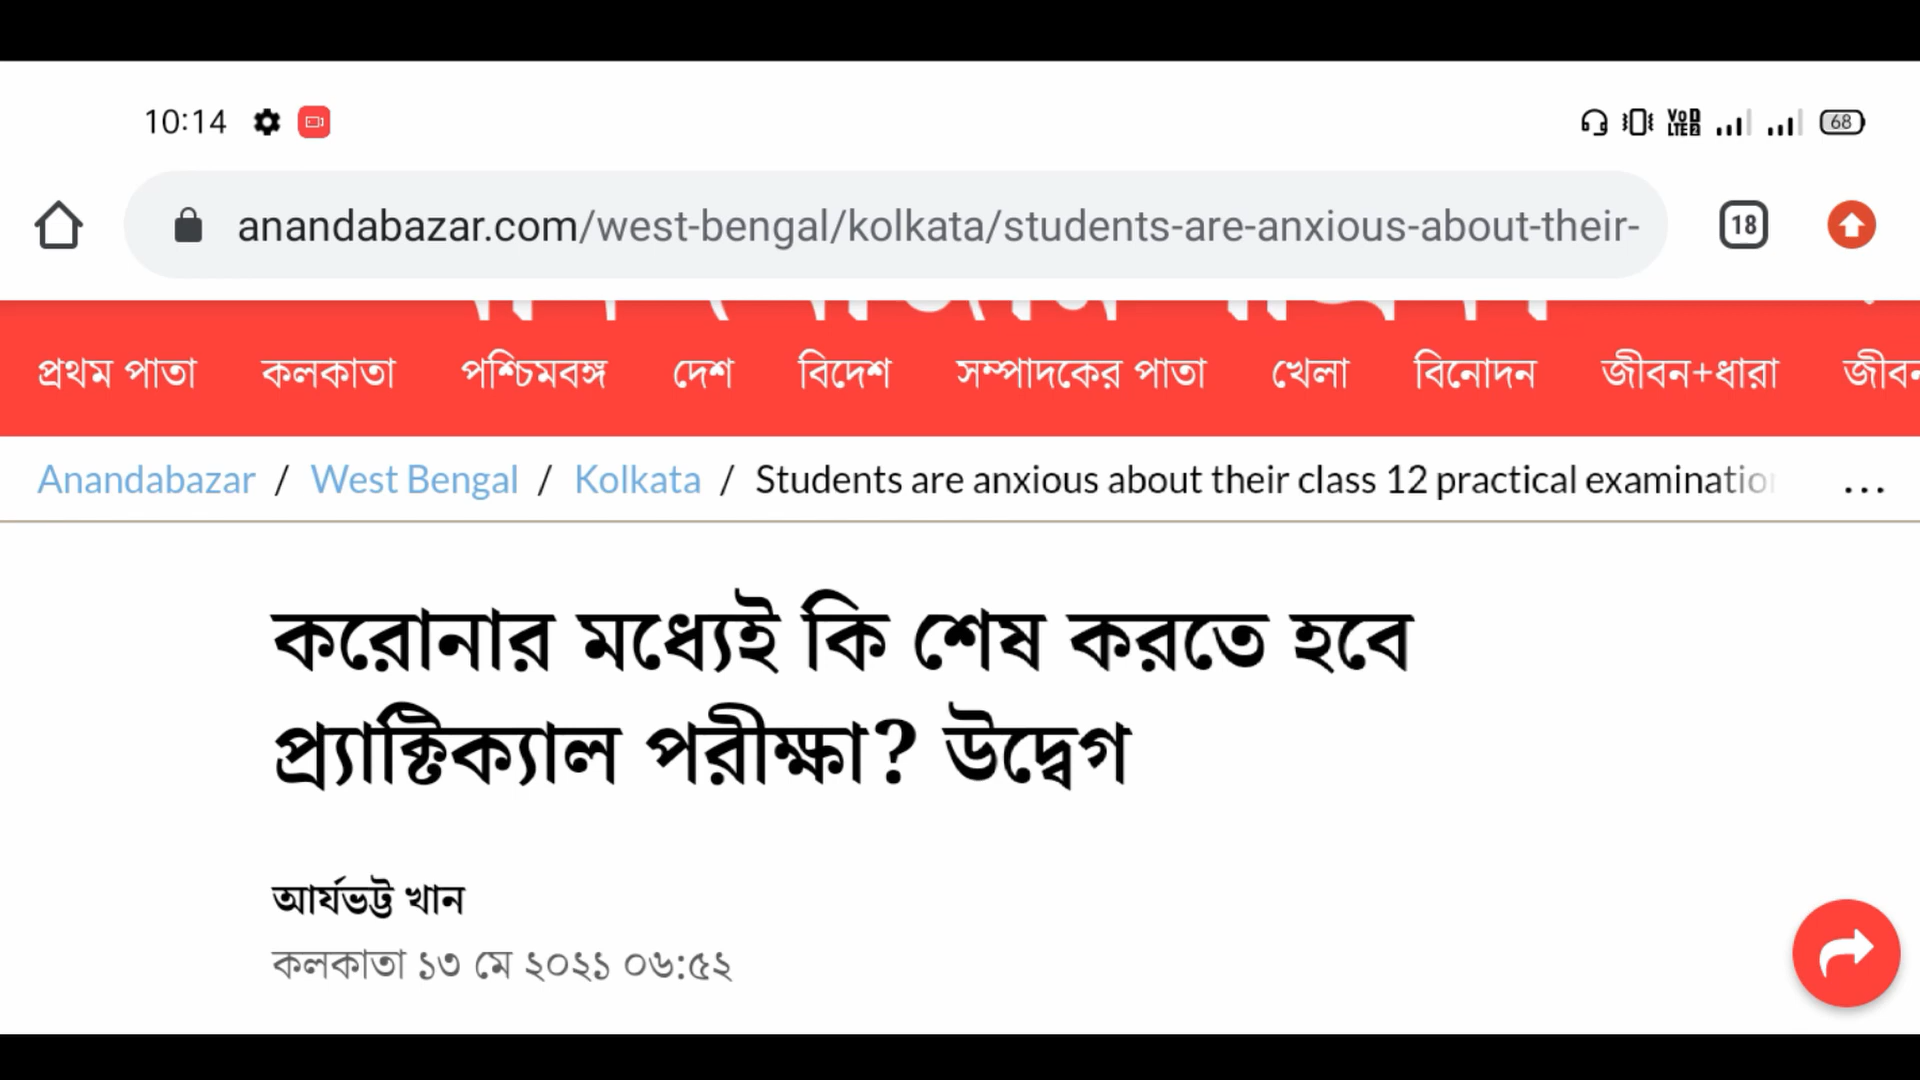 10:14 VoD LTE2 68
anandabazar.com/west-bengal/kolkata/students-are-anxious-about-their- 18
প্রথম পাতা কলকাতা পশ্চিমবঙ্গ দেশ বিদেশ সম্পাদকের পাতা খেলা বিনোদন জীবন+ধারা
Anandabazar / West Bengal / Kolkata / Students are anxious about their class 12 practical examinatio ...
করোনার মধ্যেই কি শেষ করতে হবে
প্র্যাক্টিক্যাল পরীক্ষা? উদ্বেগ
আর্যভট্ট খান
কলকাতা ১৩ মে ২০২১ ০৬:৫২